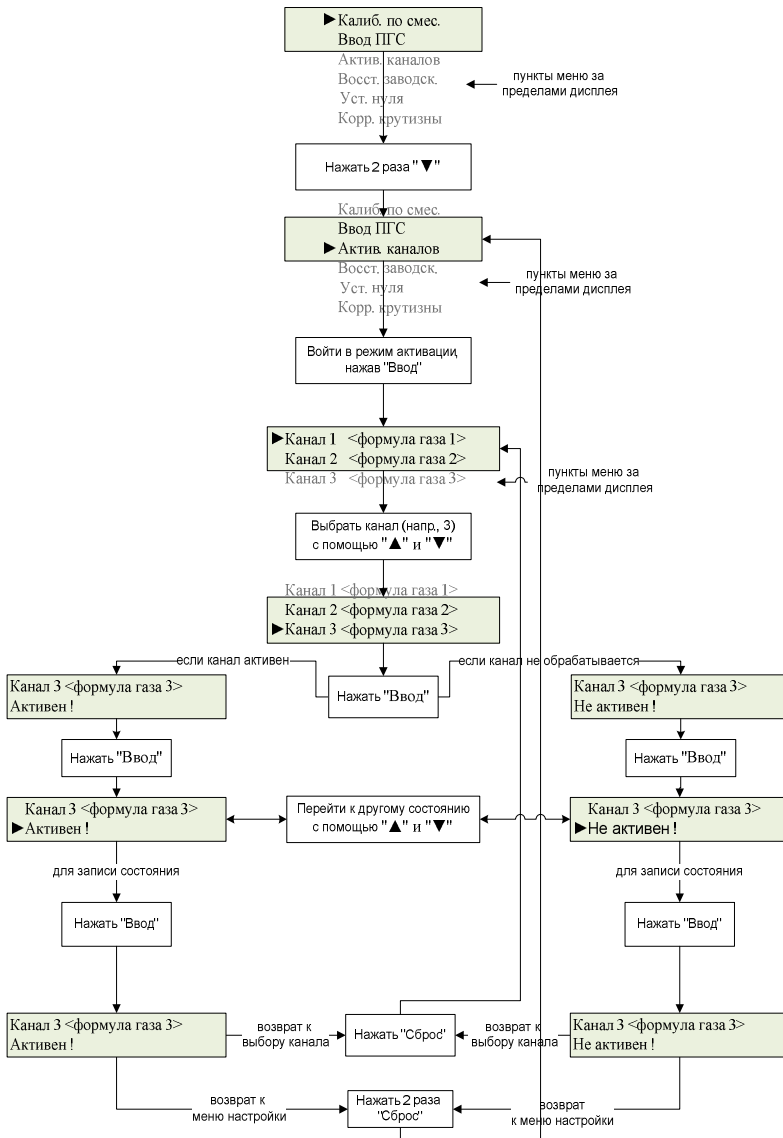 ▶Калиб. по смес.
Ввод ПГС
Актив. каналов
Восст. заводск.
Уст. нуля
Корр. крутизны
пункты меню за
пределами дисплея
Нажать 2 раза "▼"
Калиб. по смес.
Ввод ПГС
▶Актив. каналов
Восст. заводск.
Уст. нуля
Корр. крутизны
пункты меню за
пределами дисплея
Войти в режим активации,
нажав "Ввод"
▶Канал 1 <формула газа 1>
Канал 2 <формула газа 2>
Канал 3 <формула газа 3>
пункты меню за
пределами дисплея
Выбрать канал (напр., 3)
с помощью "▲" и "▼"
Канал 1 <формула газа 1>
Канал 2 <формула газа 2>
▶Канал 3 <формула газа 3>
если канал активен
если канал не обрабатывается
Нажать "Ввод"
Канал 3 <формула газа 3>
Активен !
Канал 3 <формула газа 3>
Не активен !
Нажать "Ввод"
Нажать "Ввод"
Канал 3 <формула газа 3>
▶Активен !
Перейти к другому состоянию
с помощью "▲" и "▼"
Канал 3 <формула газа 3>
▶Не активен !
для записи состояния
для записи состояния
Нажать "Ввод"
Нажать "Ввод"
Канал 3 <формула газа 3>
Активен !
возврат к
выбору канала
Нажать "Сброс"
возврат к
выбору канала
Канал 3 <формула газа 3>
Не активен !
возврат к
меню настройки
Нажать 2 раза
"Сброс"
возврат
к меню настройки